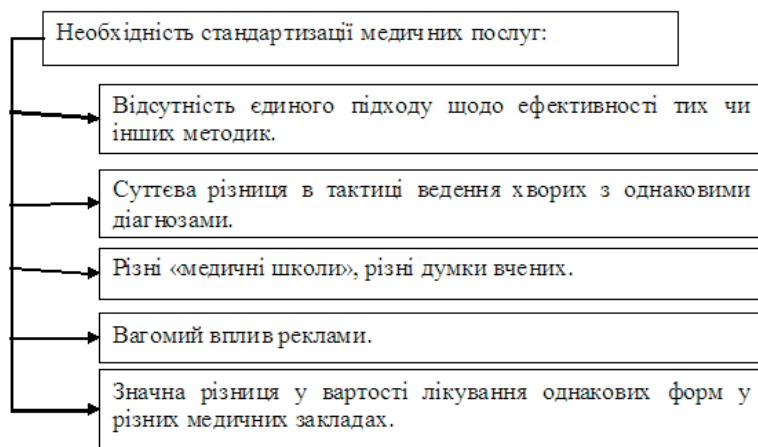 Необхідність стандартизації медичних послуг:
Відсутність єдиного підходу щодо ефективності тих чи
інших методик.
Суттєва різниця в тактиці ведення хворих з однаковими
діагнозами.
Різні «медичні школи», різні думки вчених.
Вагомий вплив реклами.
Значна різниця у вартості лікування однакових форм у
різних медичних закладах.